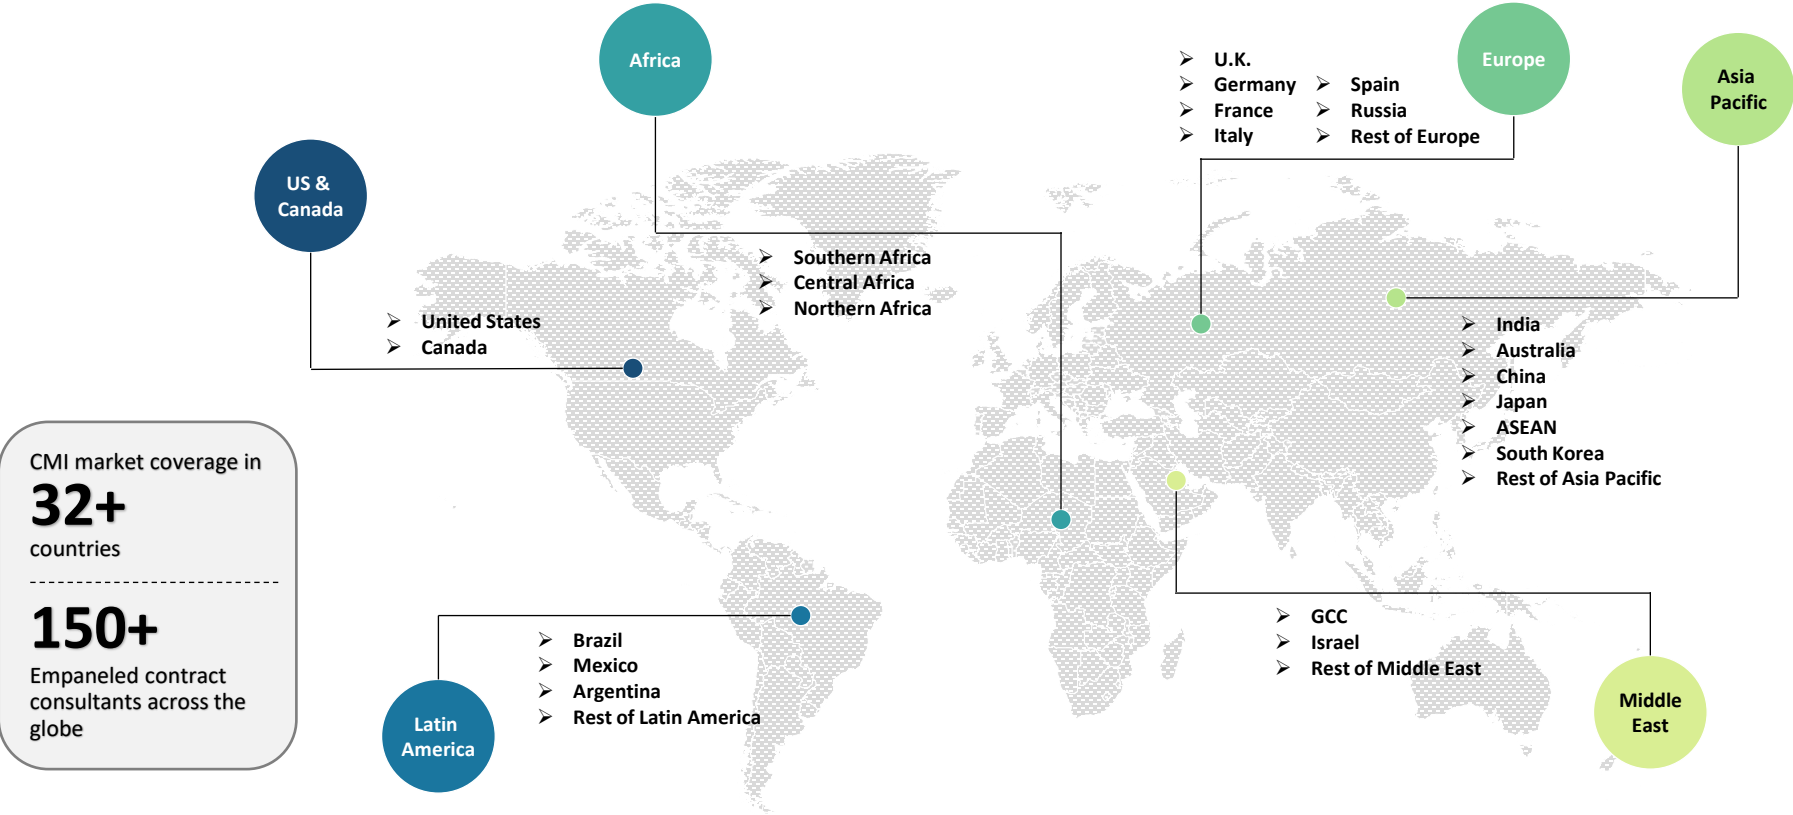 Africa
Europe
Asia
Pacific
US &
Canada
➢ U.K.
➢ Germany
➢ France
➢ Italy
➢ Spain
➢ Russia
➢ Rest of Europe
➢ Southern Africa
➢ Central Africa
➢ Northern Africa
➢ United States
➢ Canada
➢ India
➢ Australia
➢ China
➢ Japan
➢ ASEAN
➢ South Korea
➢ Rest of Asia Pacific
CMI market coverage in
32+
countries
150+
Empaneled contract
consultants across the
globe
➢ Brazil
➢ Mexico
➢ Argentina
➢ Rest of Latin America
Latin
America
➢ GCC
➢ Israel
➢ Rest of Middle East
Middle
East